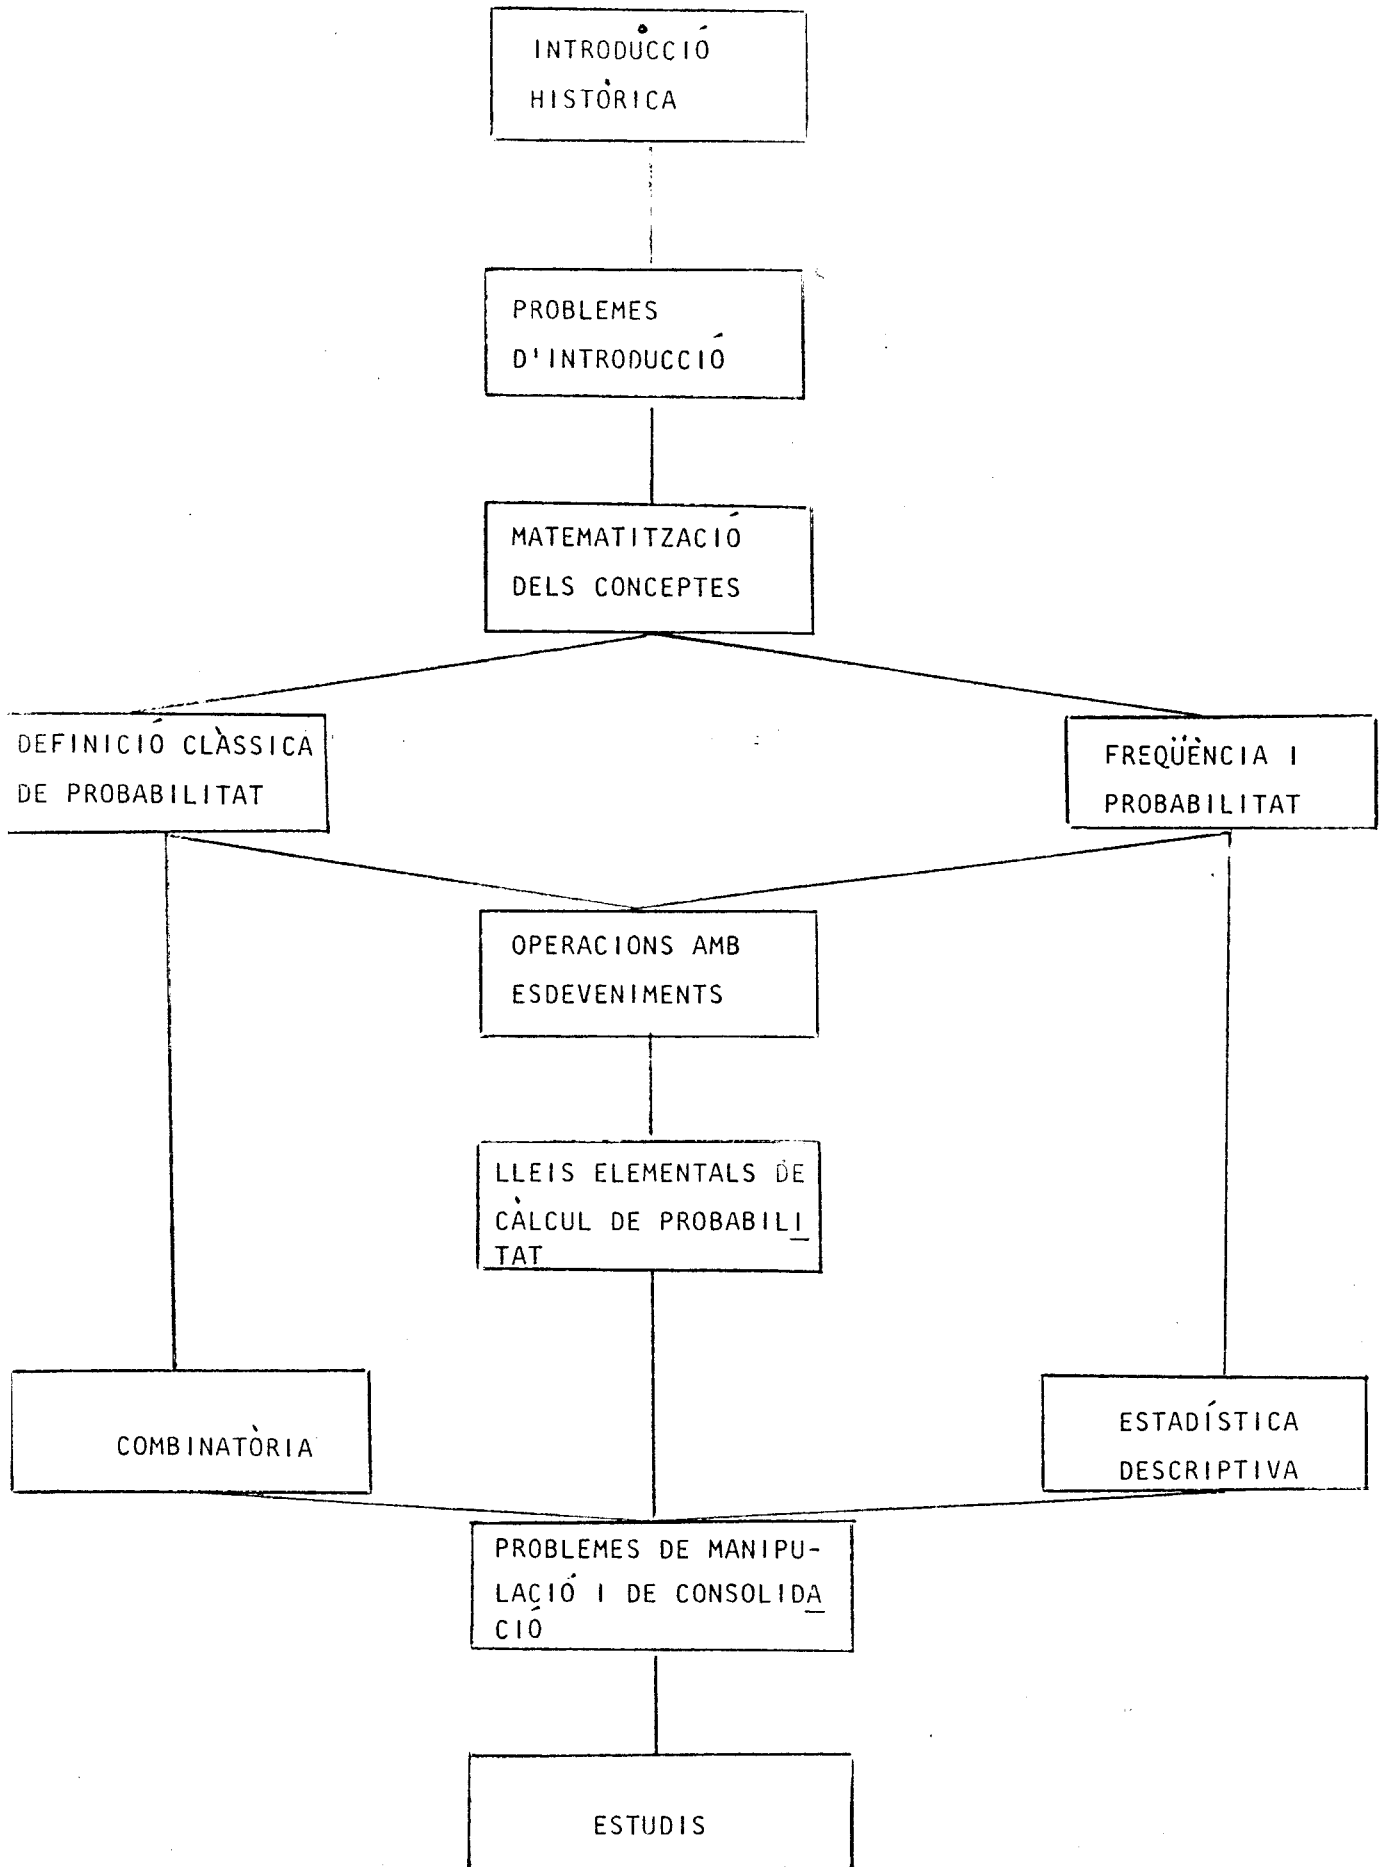 INTRODUCCIÓ
HISTÒRICA
PROBLEMES
D'INTRODUCCIÓ
MATEMATITZACIÓ
DELS CONCEPTES
DEFINICIÓ CLÀSSICA
DE PROBABILITAT
FREQÜÈNCIA I
PROBABILITAT
OPERACIONS AMB
ESDEVENIMENTS
LLEIS ELEMENTALS DE
CÀLCUL DE PROBABILI
TAT
COMBINATÒRIA
ESTADÍSTICA
DESCRIPTIVA
PROBLEMES DE MANIPU-
LACIÓ I DE CONSOLIDA
CIÓ
ESTUDIS